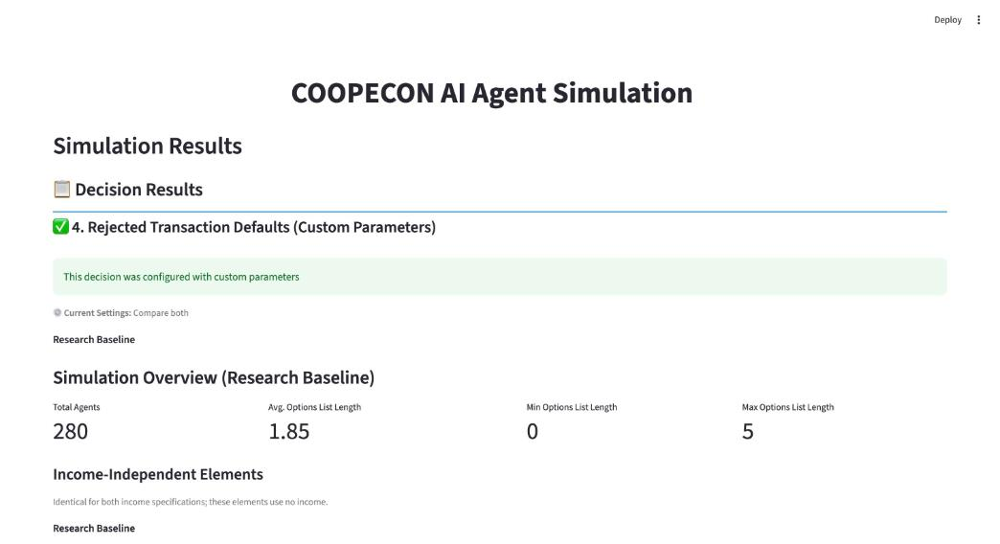 Deploy
COOPECON AI Agent Simulation
Simulation Results
📋 Decision Results
✅ 4. Rejected Transaction Defaults (Custom Parameters)
This decision was configured with custom parameters
Current Settings: Compare both
Research Baseline
Simulation Overview (Research Baseline)
Total Agents Avg. Options List Length Min Options List Length Max Options List Length
280 1.85 0 5
Income-Independent Elements
Identical for both income specifications; these elements use no income.
Research Baseline